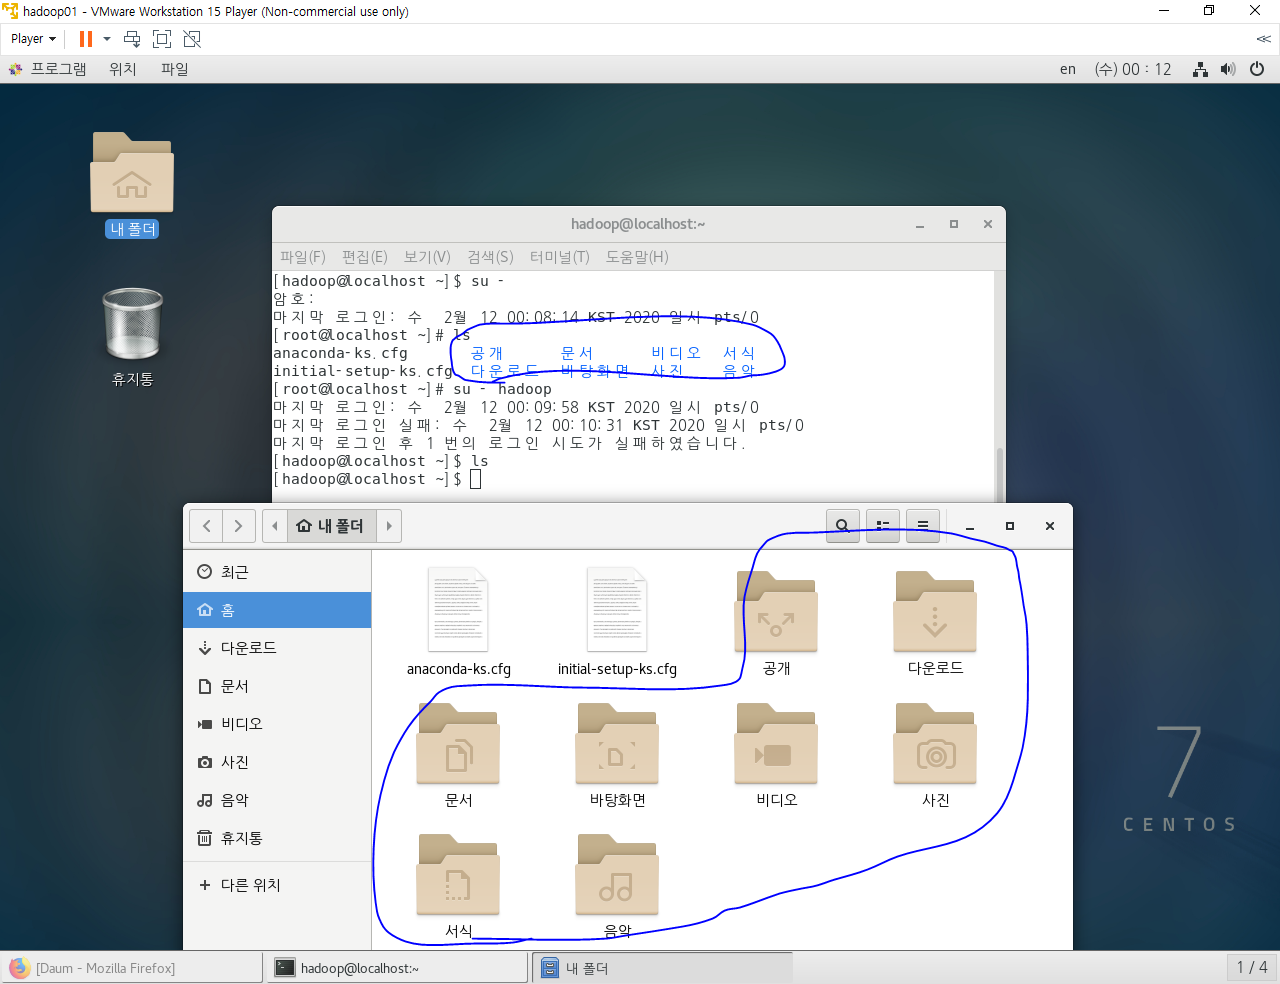 hadoop01 - VMware Workstation 15 Player (Non-commercial use only)
Player
프로그램 위치 파일 en (수) 00 : 12
내 폴더
휴지통
hadoop@localhost:~
파일(F) 편집(E) 보기(V) 검색(S) 터미널(T) 도움말(H)
[hadoop@localhost ~]$ su -
암호:
마지막 로그인: 수 2월 12 00:08:14 KST 2020 일시 pts/0
[root@localhost ~]# ls
anaconda-ks.cfg 공개 문서 비디오 서식
initial-setup-ks.cfg 다운로드 바탕화면 사진 음악
[root@localhost ~]# su - hadoop
마지막 로그인: 수 2월 12 00:09:58 KST 2020 일시 pts/0
마지막 로그인 실패: 수 2월 12 00:10:31 KST 2020 일시 pts/0
마지막 로그인 후 1 번의 로그인 시도가 실패하였습니다.
[hadoop@localhost ~]$ ls
[hadoop@localhost ~]$
내 폴더
최근
홈
다운로드
문서
비디오
사진
음악
휴지통
다른 위치
anaconda-ks.cfg initial-setup-ks.cfg 공개 다운로드
문서 바탕화면 비디오 사진
서식 음악
7
CENTOS
[Daum - Mozilla Firefox] hadoop@localhost:~ 내 폴더 1 / 4